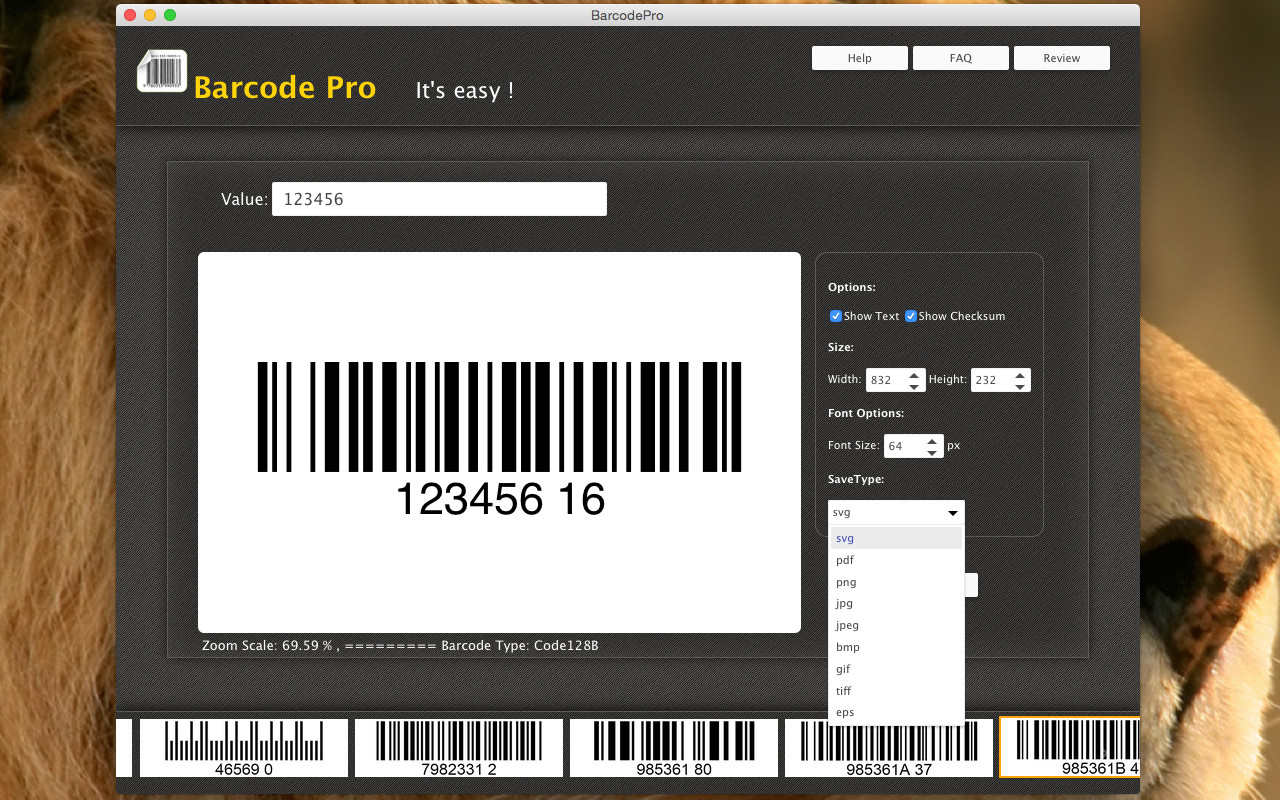 BarcodePro
Help FAQ Review
Barcode Pro It's easy !
Value: 123456
Options:
Show Text Show Checksum
Size:
Width: 832 Height: 232
Font Options:
Font Size: 64 px
SaveType:
svg
svg
pdf
png
jpg
jpeg
bmp
gif
tiff
eps
123456 16
Zoom Scale: 69.59 % , ========= Barcode Type: Code128B
46569 0
7982331 2
985361 80
985361A 37
985361B 4